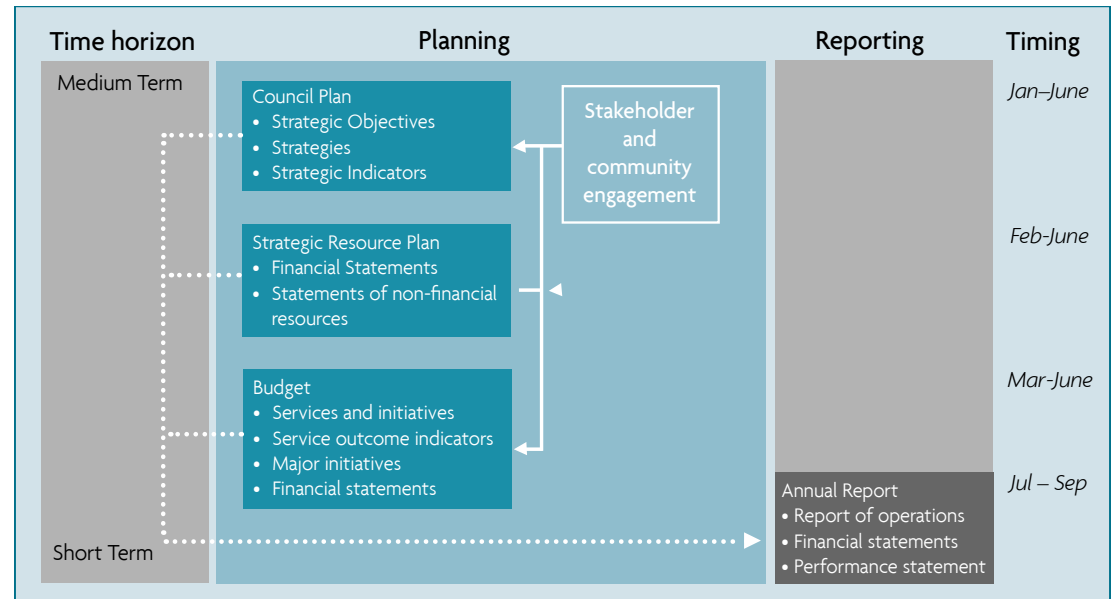 Time horizon
Planning
Reporting
Timing
Medium Term
Council Plan
• Strategic Objectives
• Strategies
• Strategic Indicators
Stakeholder
and
community
engagement
Jan–June
Strategic Resource Plan
• Financial Statements
• Statements of non-financial
resources
Feb-June
Budget
• Services and initiatives
• Service outcome indicators
• Major initiatives
• Financial statements
Mar-June
Short Term
Annual Report
• Report of operations
• Financial statements
• Performance statement
Jul – Sep